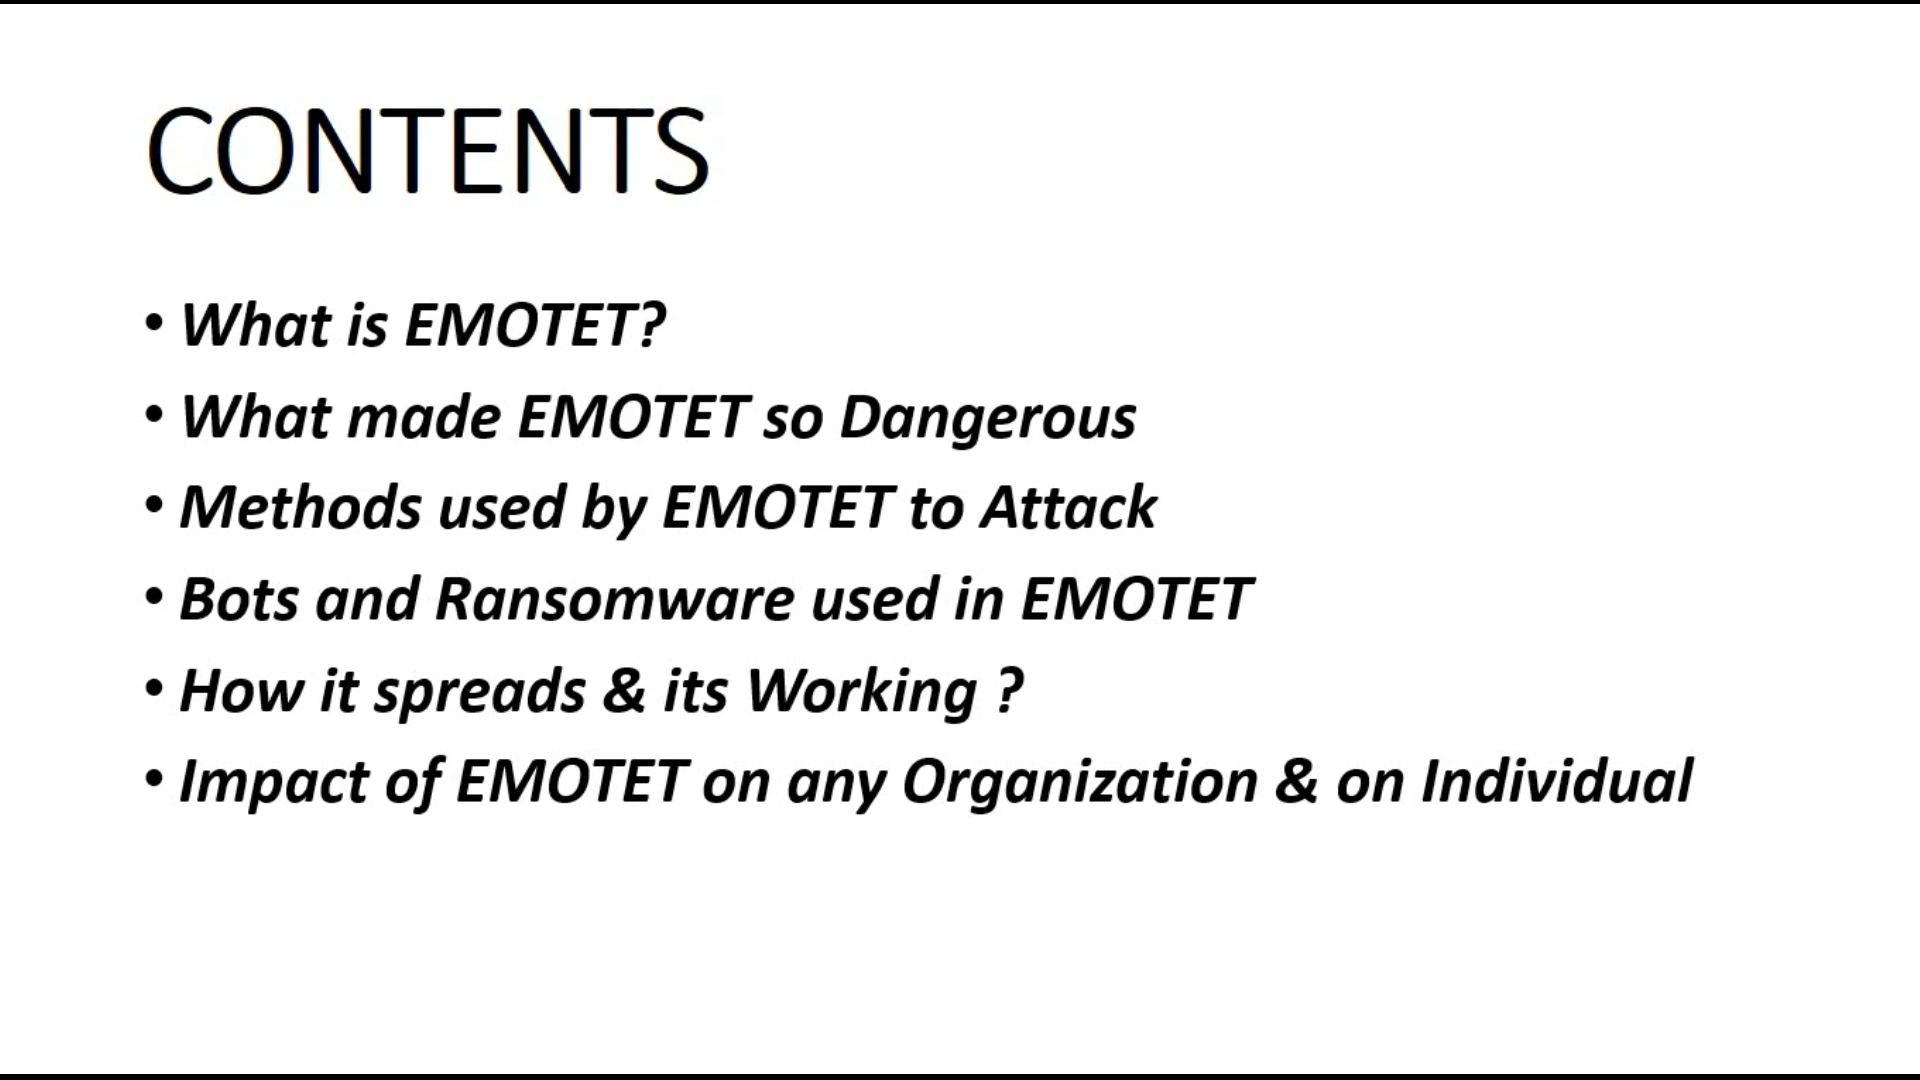 CONTENTS
• What is EMOTET?
• What made EMOTET so Dangerous
• Methods used by EMOTET to Attack
• Bots and Ransomware used in EMOTET
• How it spreads & its Working ?
• Impact of EMOTET on any Organization & on Individual